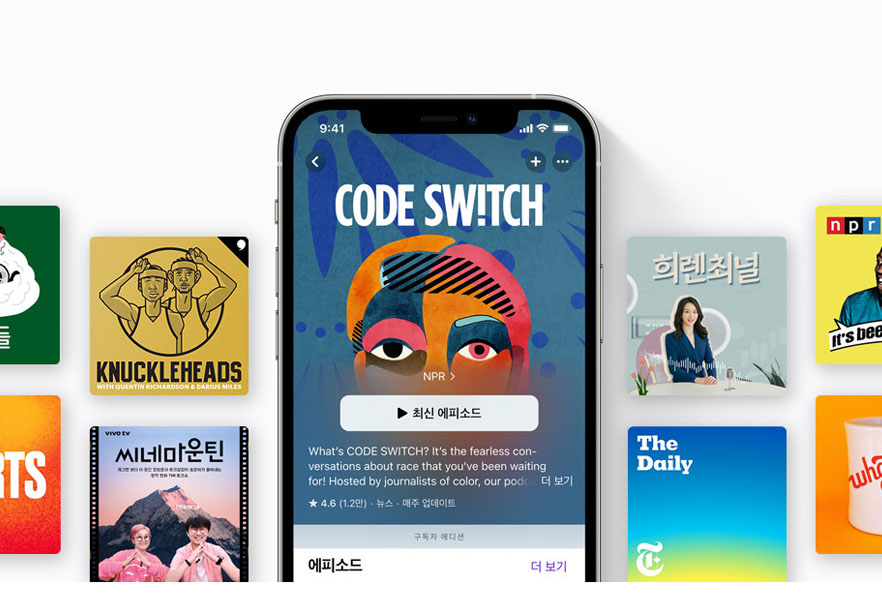 9:41
CODE SW!TCH
NPR >
▶ 최신 에피소드
What's CODE SWITCH? It's the fearless con-
versations about race that you've been waiting
for! Hosted by journalists of color, our podc 더 보기
★ 4.6 (1.2만) · 뉴스 · 매주 업데이트
구독자 에디션
에피소드 더 보기
들
RTS
KNUCKLEHEADS
WITH QUENTIN RICHARDSON & DARIUS MILES
VIVO TV
씨네마운틴
희렌최널
The
Daily
npr
It's bee
who